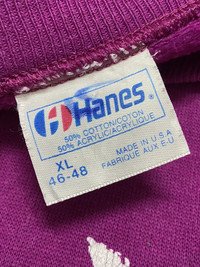 Hanes
50% COTTON/COTON
50% ACRYLIC/ACRYLIQUE
XL
46-48
MADE IN U.S.A
FABRIQUE AUX E-U